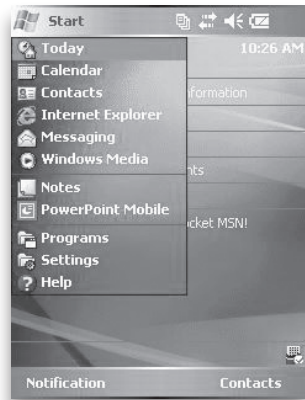 Start
Today
10:26 AM
Calendar
Contacts
formation
Internet Explorer
Messaging
Windows Media
nts
Notes
PowerPoint Mobile
ocket MSN!
Programs
Settings
Help
Notification
Contacts